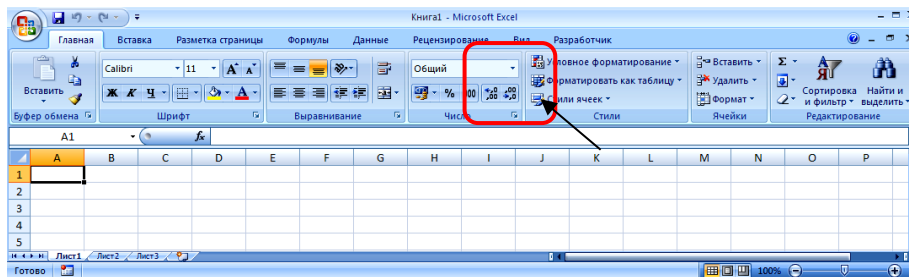 Книга1 - Microsoft Excel
Главная Вставка Разметка страницы Формулы Данные Рецензирование Вид Разработчик
Вставить
Буфер обмена
Calibri 11
Ж К Ч А
Шрифт
Выравнивание
Общий
% 000
Число
Условное форматирование
Форматировать как таблицу
Стили ячеек
Стили
Вставить
Удалить
Формат
Ячейки
Σ
Сортировка и фильтр
Найти и выделить
Редактирование
A1 fx
A B C D E F G H I J K L M N O P
1
2
3
4
5
Лист1 Лист2 Лист3
Готово 100%